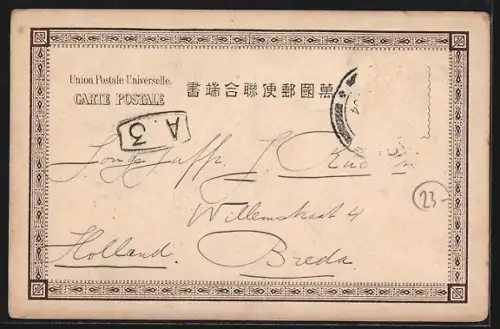 Union Postale Universelle.
CARTE POSTALE
書端合聯便郵國萬
A.3
J.
Willemstraat 4
Holland. Breda.
23-